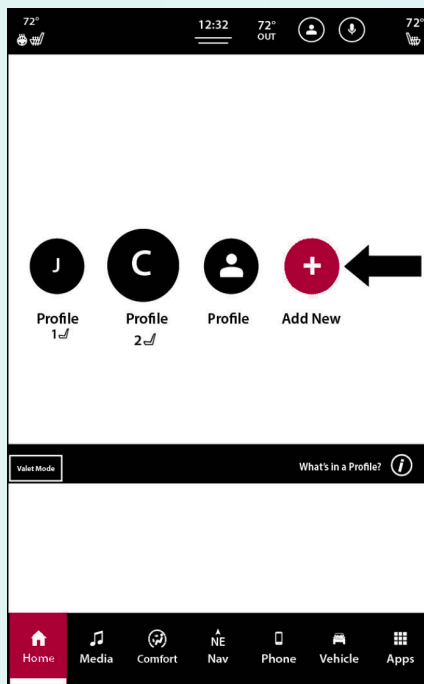 72°
12:32
72°
OUT
72°
J
C
Profile
1
Profile
2
Profile
Add New
Valet Mode
What's in a Profile?
i
NE
Home
Media
Comfort
Nav
Phone
Vehicle
Apps